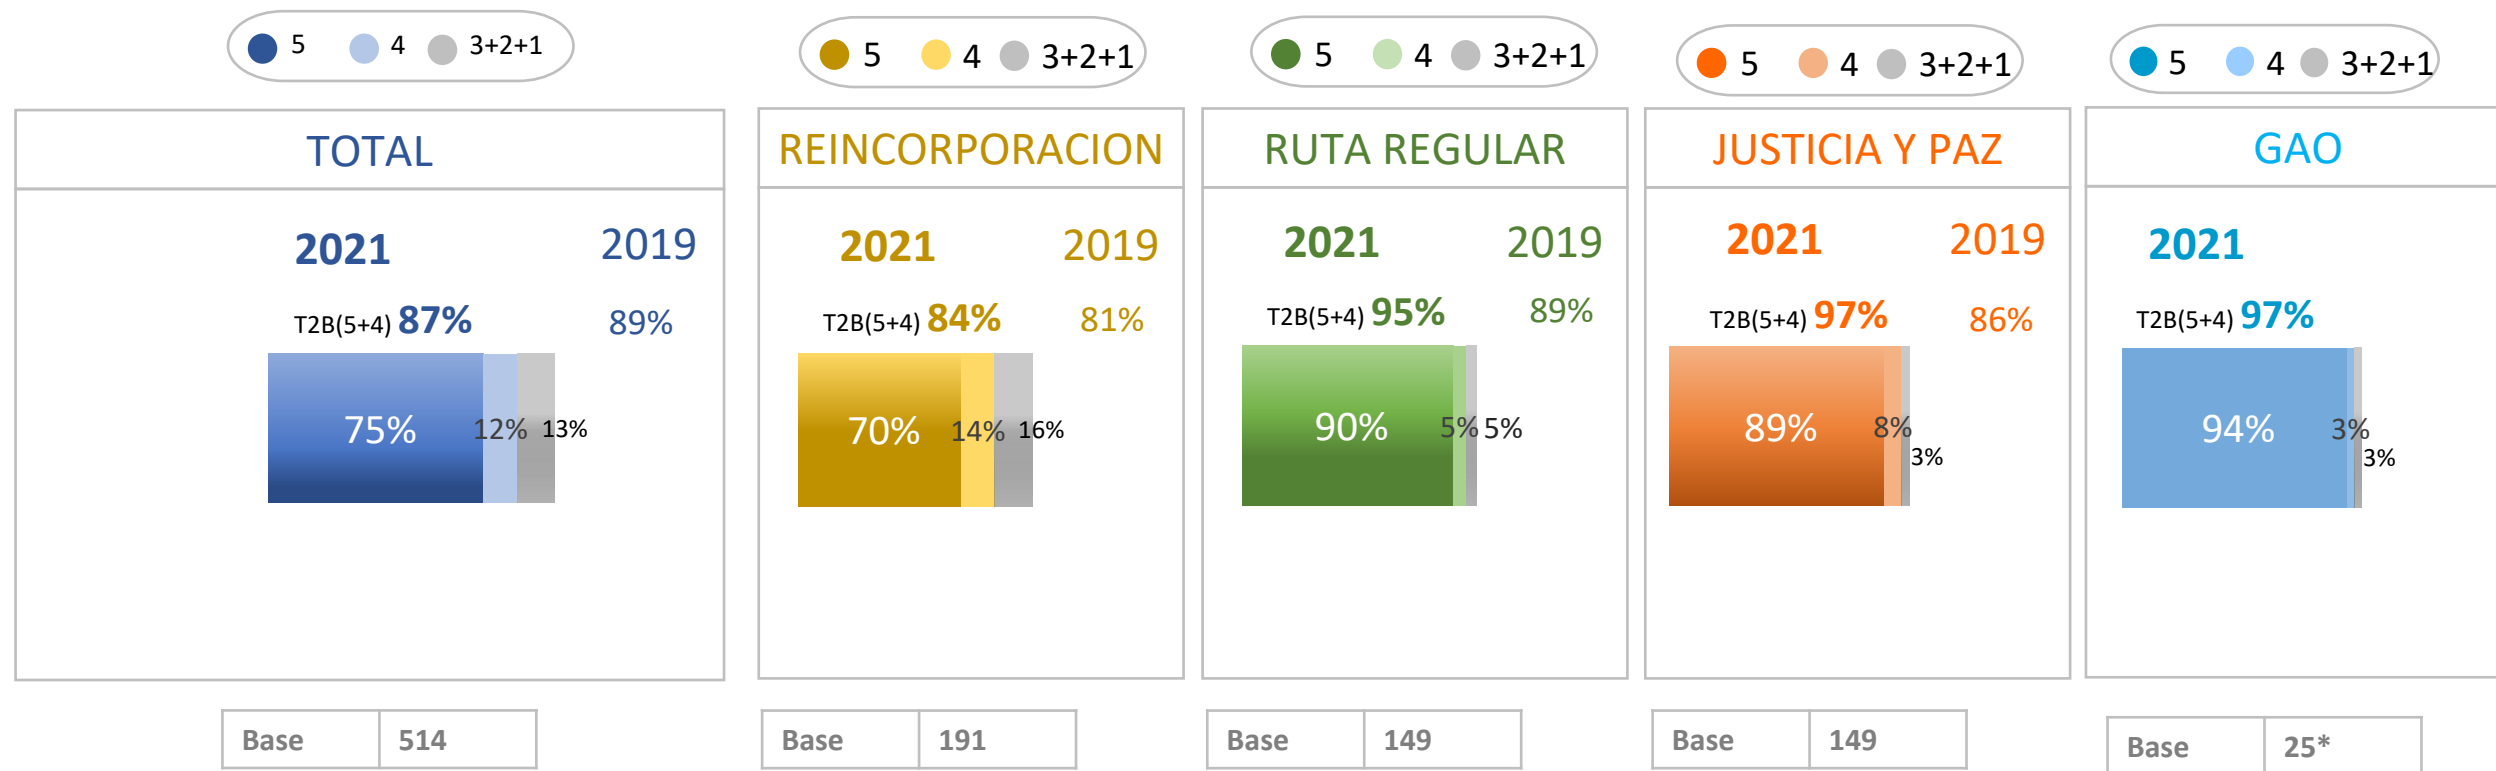 5 4 3+2+1
5 4 3+2+1
5 4 3+2+1
5 4 3+2+1
5 4 3+2+1
TOTAL
2021 2019
T2B(5+4) 87% 89%
75% 12% 13%
Base 514
REINCORPORACION
2021 2019
T2B(5+4) 84% 81%
70% 14% 16%
Base 191
RUTA REGULAR
2021 2019
T2B(5+4) 95% 89%
90% 5% 5%
Base 149
JUSTICIA Y PAZ
2021 2019
T2B(5+4) 97% 86%
89% 8%
3%
Base 149
GAO
2021
T2B(5+4) 97%
94% 3%
3%
Base 25*